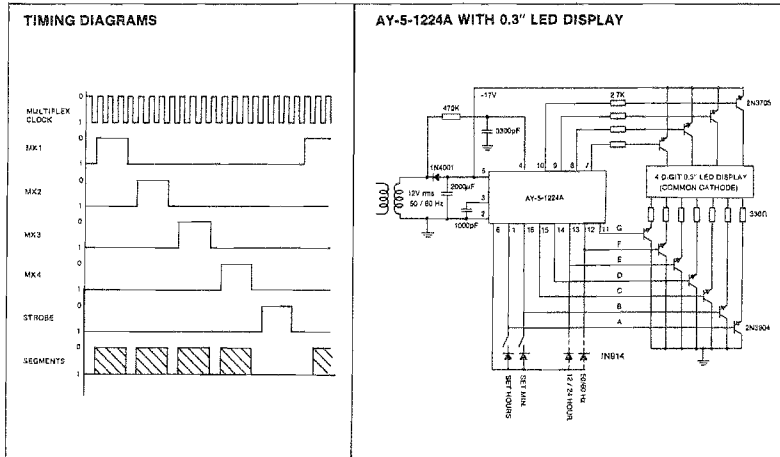 TIMING DIAGRAMS
0
MULTIPLEX
CLOCK
1
0
MX1
1
0
MX2
1
0
MX3
1
0
MX4
1
0
STROBE
1
0
SEGMENTS
1
AY-5-1224A WITH 0.3" LED DISPLAY
-17V
2.7K
2N3703
470K
3300pF
1N4001
4
10
9
8
7
5
2000µF
12V rms
50 / 60 Hz
3
2
1000pF
AY-5-1224A
4 DIGIT 0.3" LED DISPLAY
(COMMON CATHODE)
330Ω
6
1
16
15
14
13
12
11
G
F
E
D
C
B
A
2N3904
1N914
SET HOURS
SET MIN.
12 / 24 HOUR
50/60 Hz